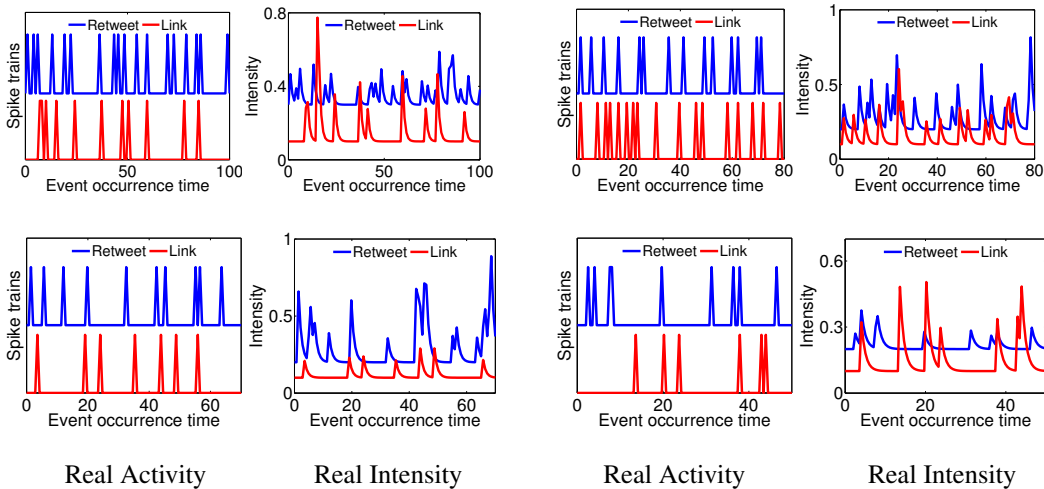 Retweet Link
Spike trains
0 50 100
Event occurrence time
Retweet Link
Intensity
0.8
0.4
0
0 50 100
Event occurrence time
Retweet Link
Spike trains
0 20 40 60 80
Event occurrence time
Retweet Link
Intensity
1
0.5
0
0 20 40 60 80
Event occurrence time
Retweet Link
Spike trains
0 20 40 60
Event occurrence time
Retweet Link
Intensity
1
0.5
0
0 20 40 60
Event occurrence time
Retweet Link
Spike trains
0 20 40
Event occurrence time
Retweet Link
Intensity
0.6
0.3
0
0 20 40
Event occurrence time
Real Activity
Real Intensity
Real Activity
Real Intensity